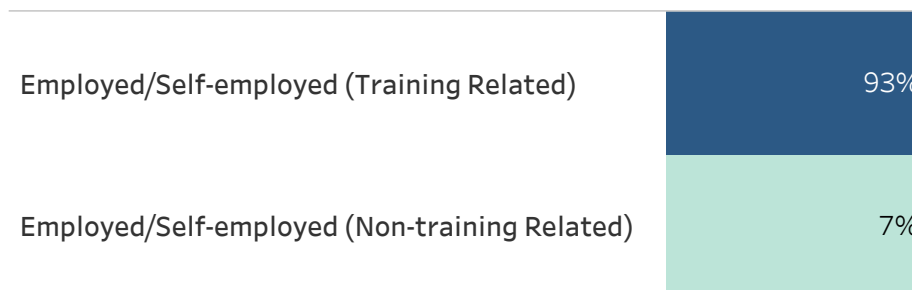 Employed/Self-employed (Training Related) 93%
Employed/Self-employed (Non-training Related) 7%